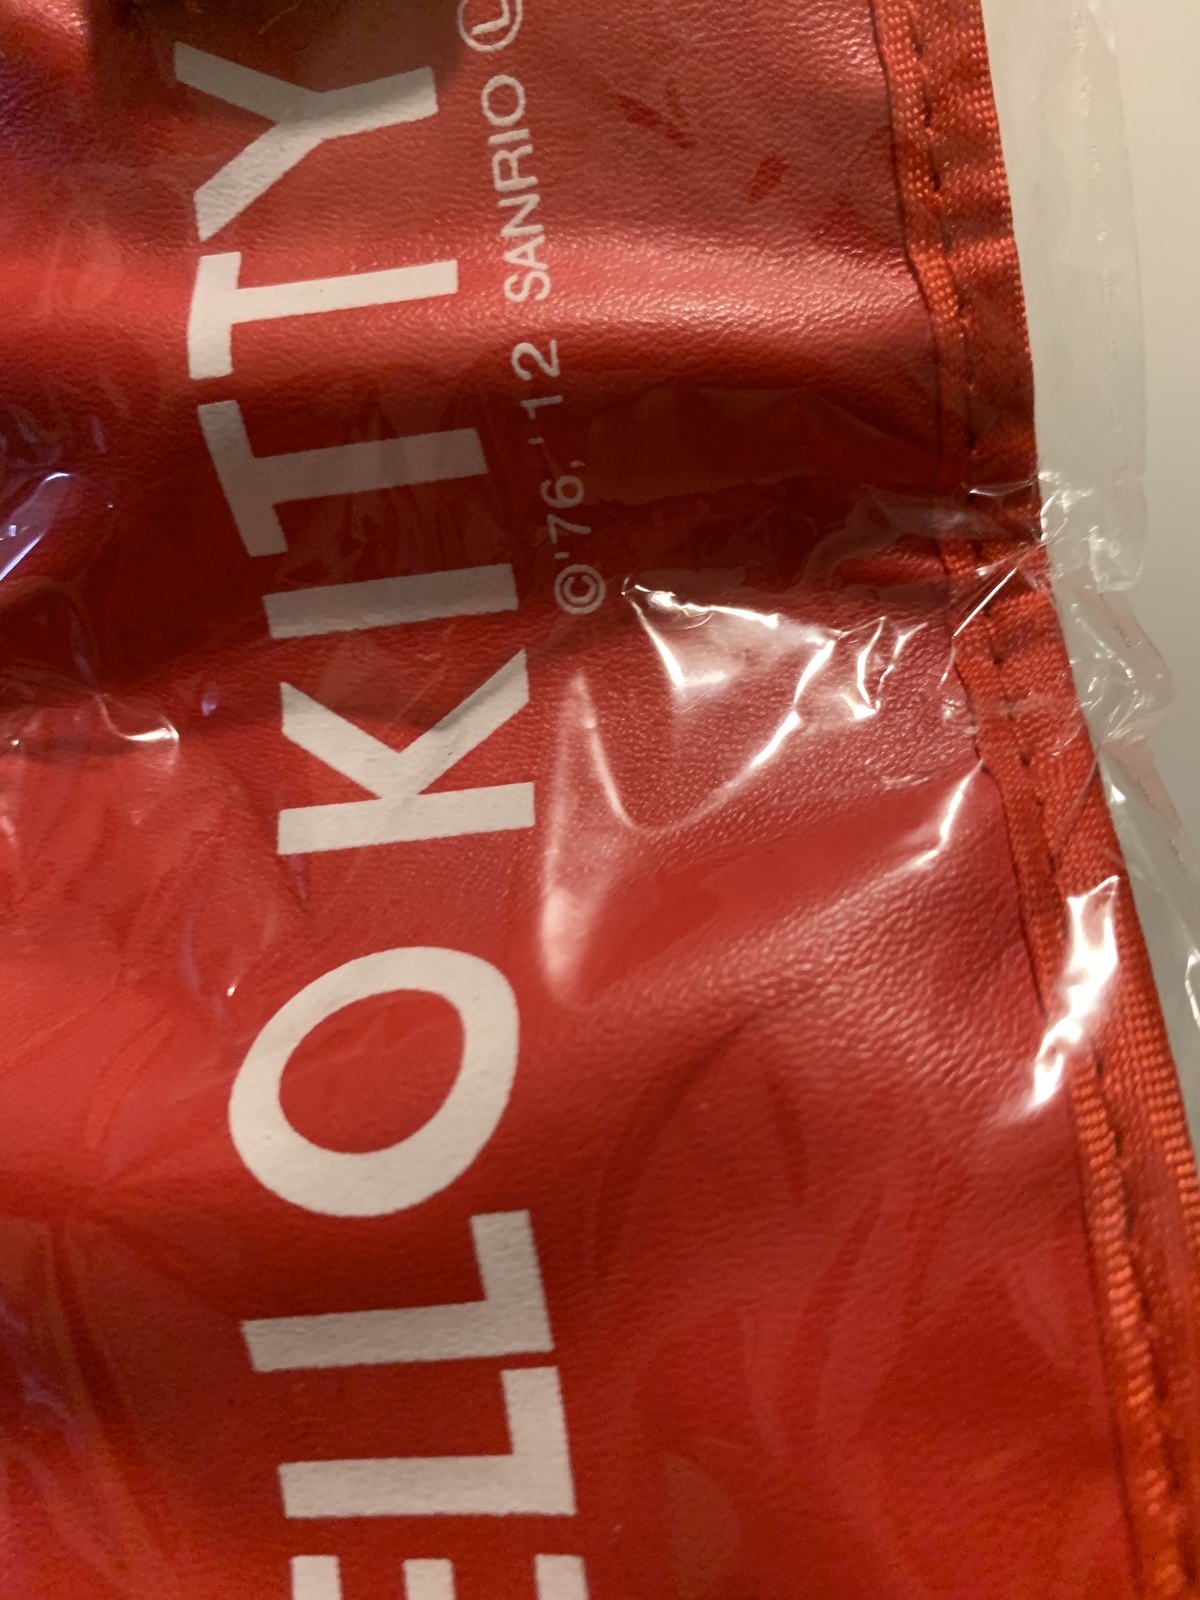 ELLO KITTY
©'76,'12 SANRIO Ⓛ